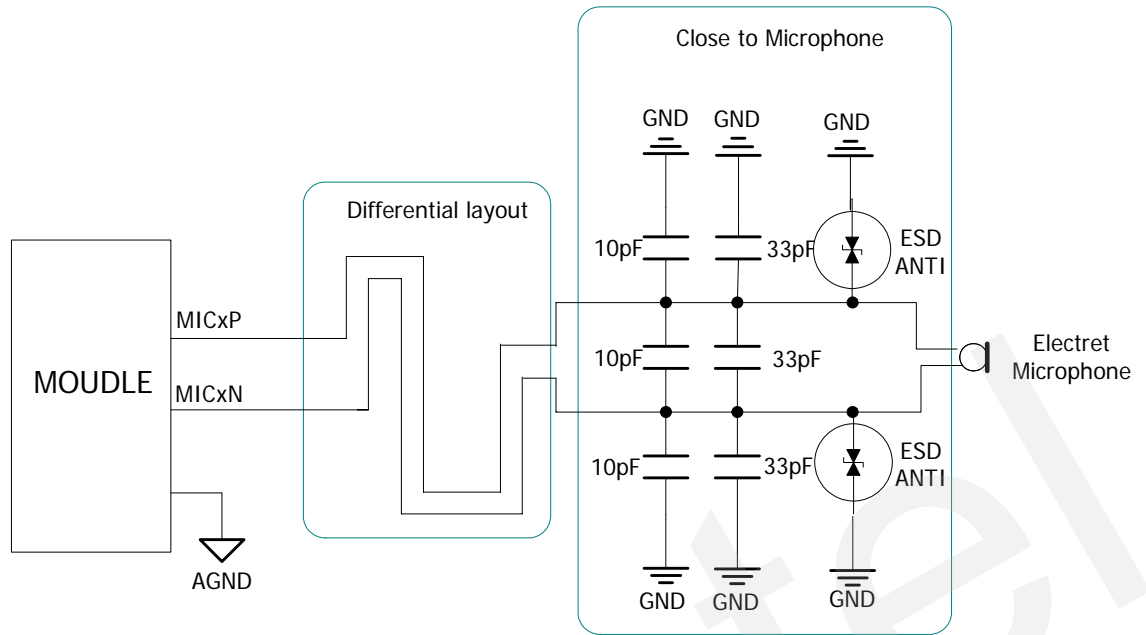 Close to Microphone
GND
GND
GND
Differential layout
10pF
33pF
ESD
ANTI
MICxP
MOUDLE
10pF
33pF
Electret
Microphone
MICxN
10pF
33pF
ESD
ANTI
AGND
GND
GND
GND
tel